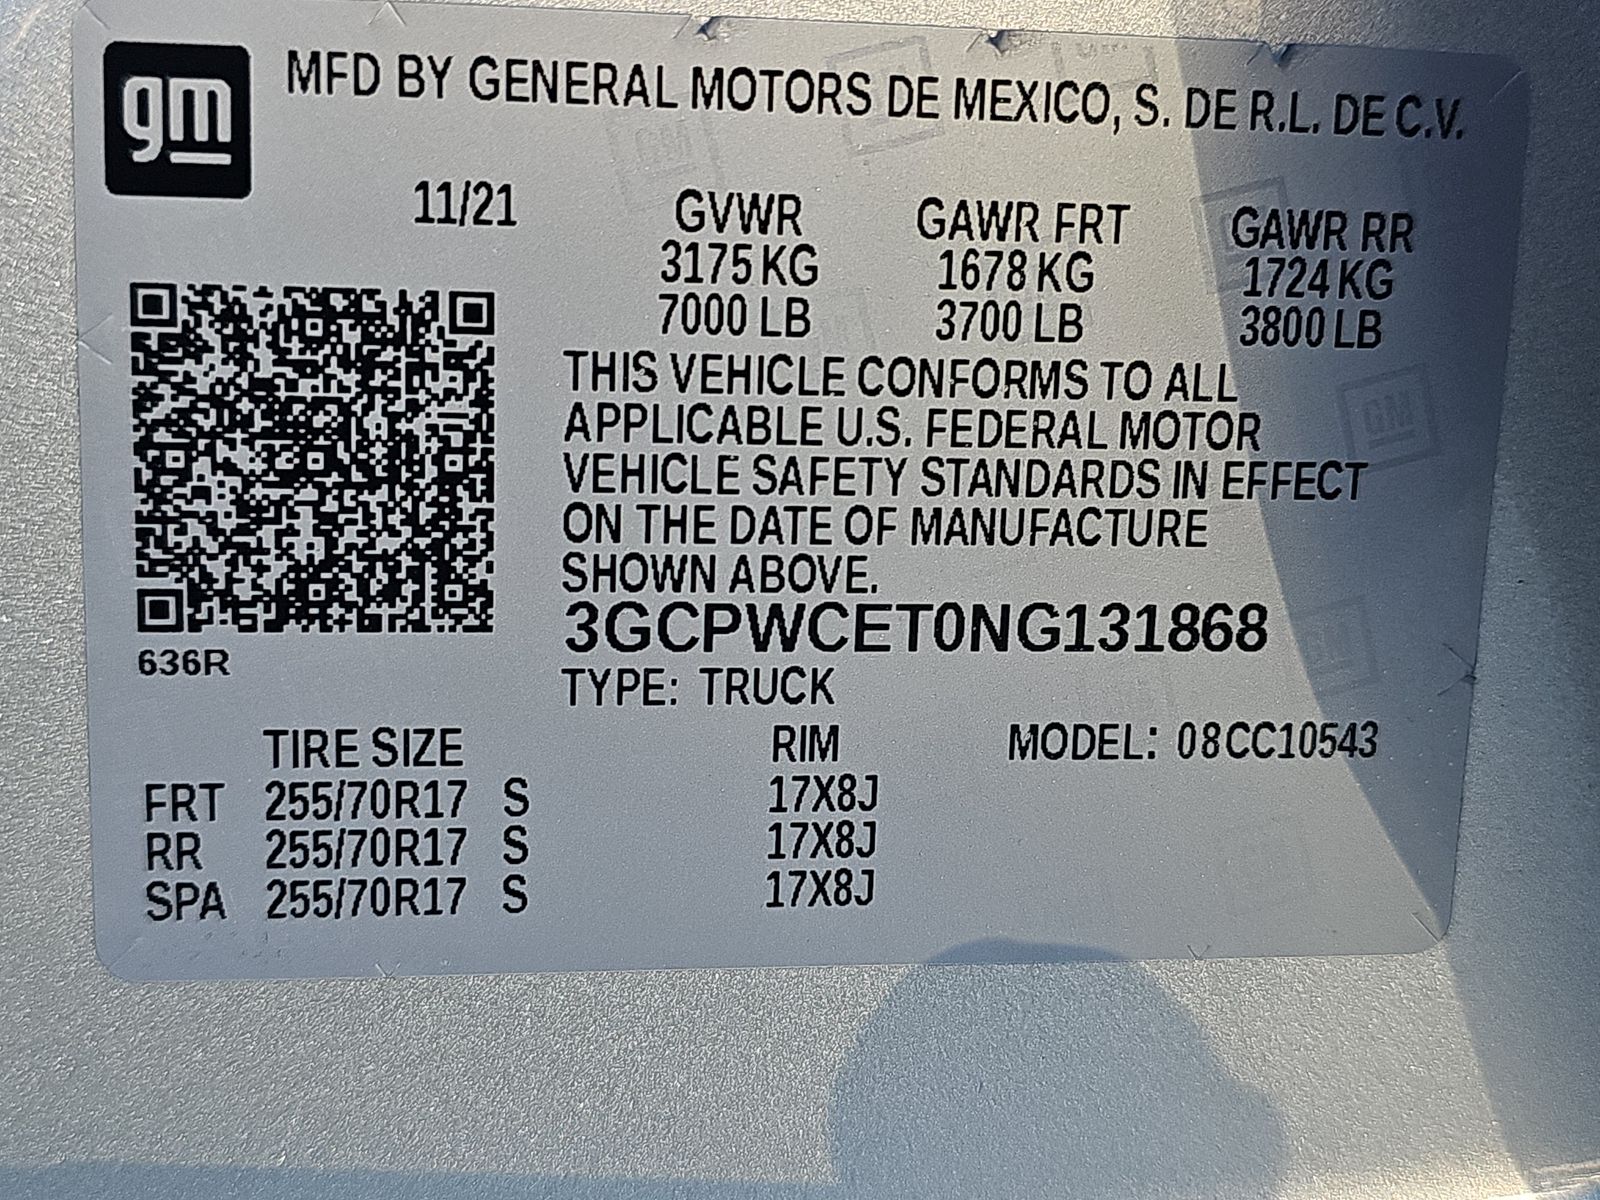 gm
MFD BY GENERAL MOTORS DE MEXICO, S. DE R.L. DE C.V.
11/21 GVWR GAWR FRT GAWR RR
3175 KG 1678 KG 1724 KG
7000 LB 3700 LB 3800 LB
THIS VEHICLE CONFORMS TO ALL
APPLICABLE U.S. FEDERAL MOTOR
VEHICLE SAFETY STANDARDS IN EFFECT
ON THE DATE OF MANUFACTURE
SHOWN ABOVE.
3GCPWCET0NG131868
636R
TYPE: TRUCK
TIRE SIZE RIM MODEL: 08CC10543
FRT 255/70R17 S 17X8J
RR 255/70R17 S 17X8J
SPA 255/70R17 S 17X8J
GM